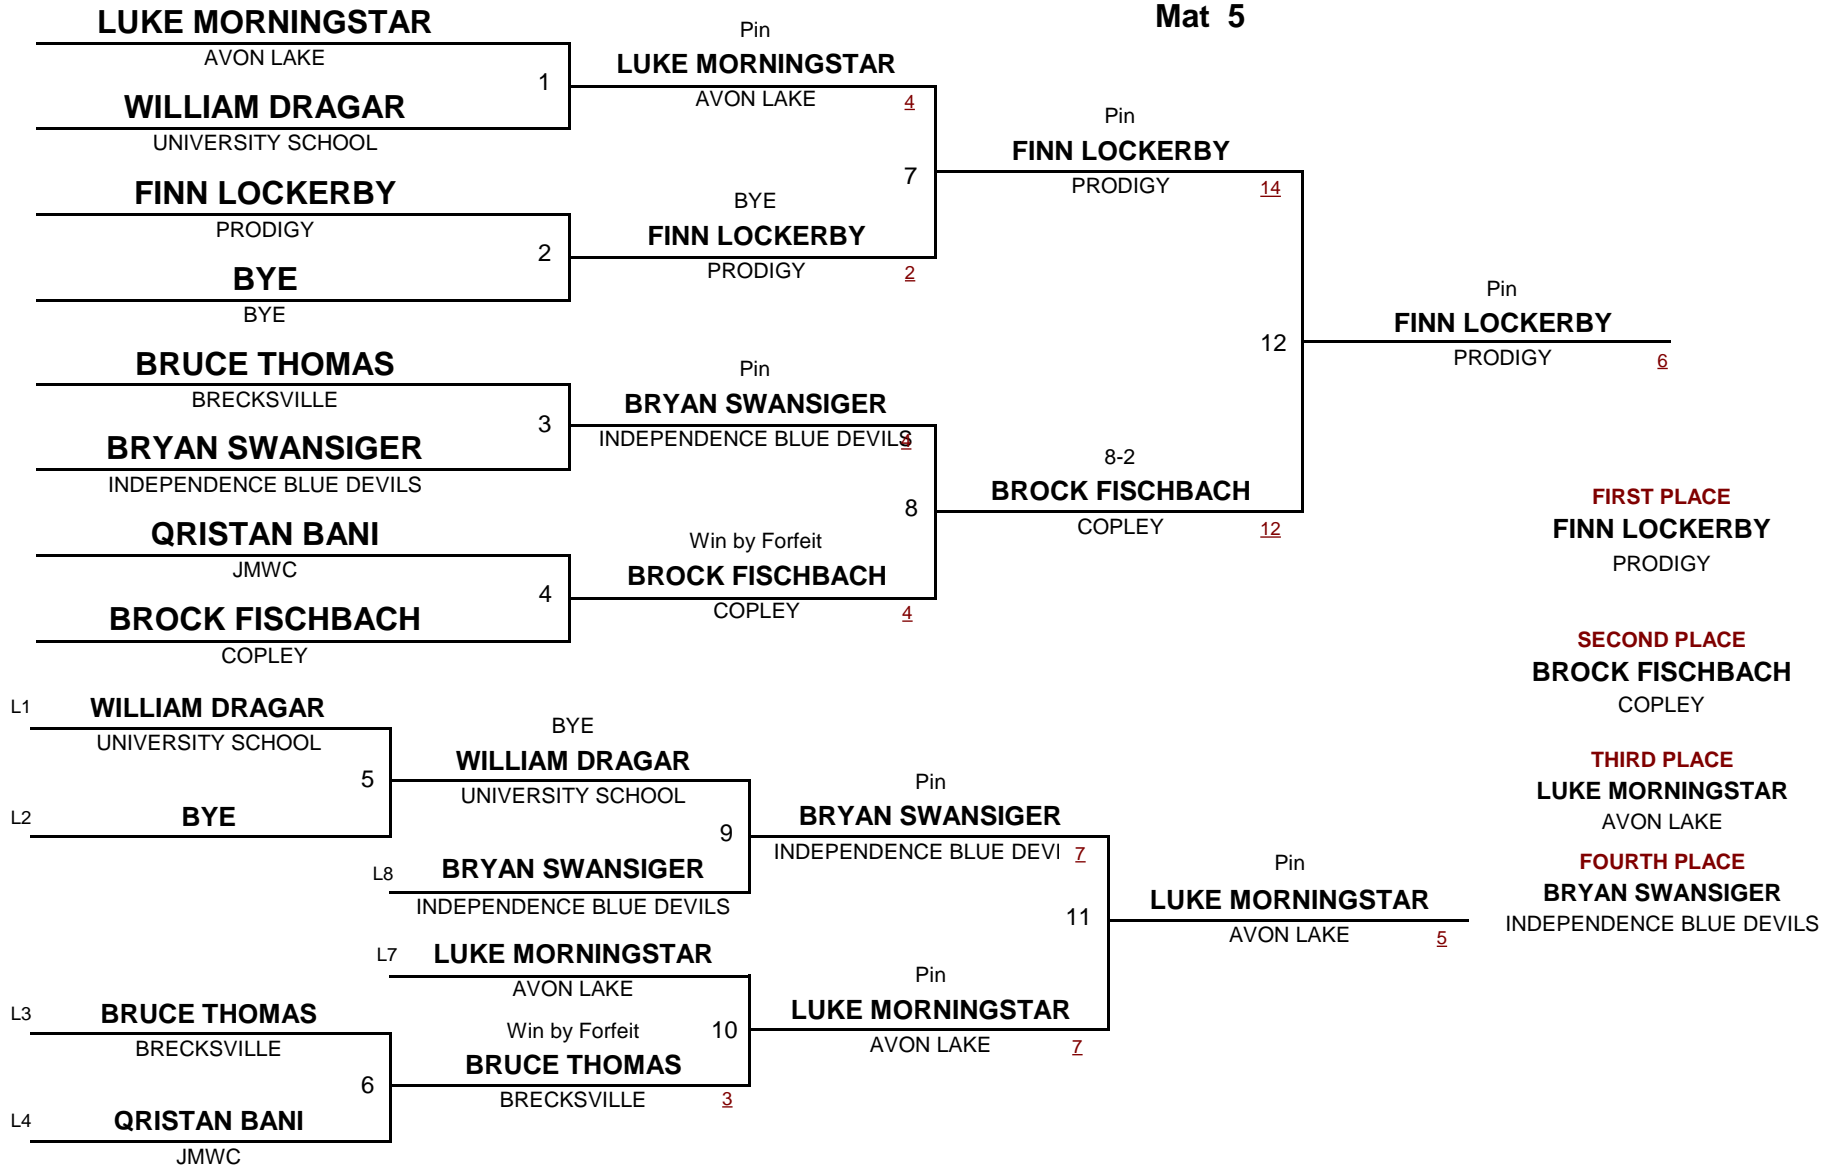 Mat 5
LUKE MORNINGSTAR
AVON LAKE
1
WILLIAM DRAGAR
UNIVERSITY SCHOOL
FINN LOCKERBY
PRODIGY
2
BYE
BYE
BRUCE THOMAS
BRECKSVILLE
3
BRYAN SWANSIGER
INDEPENDENCE BLUE DEVILS
QRISTAN BANI
JMWC
4
BROCK FISCHBACH
COPLEY
Pin
LUKE MORNINGSTAR
AVON LAKE 4
7
BYE
FINN LOCKERBY
PRODIGY 2
Pin
BRYAN SWANSIGER
INDEPENDENCE BLUE DEVILS 4
8
Win by Forfeit
BROCK FISCHBACH
COPLEY 4
Pin
FINN LOCKERBY
PRODIGY 14
12
8-2
BROCK FISCHBACH
COPLEY 12
Pin
FINN LOCKERBY
PRODIGY 6
L1 WILLIAM DRAGAR
UNIVERSITY SCHOOL
5
L2 BYE
L3 BRUCE THOMAS
BRECKSVILLE
6
L4 QRISTAN BANI
JMWC
BYE
WILLIAM DRAGAR
UNIVERSITY SCHOOL
9
L8 BRYAN SWANSIGER
INDEPENDENCE BLUE DEVILS
L7 LUKE MORNINGSTAR
AVON LAKE
Win by Forfeit 10
BRUCE THOMAS
BRECKSVILLE 3
Pin
BRYAN SWANSIGER
INDEPENDENCE BLUE DEVI 7
11
Pin
LUKE MORNINGSTAR
AVON LAKE 7
Pin
LUKE MORNINGSTAR
AVON LAKE 5
FIRST PLACE
FINN LOCKERBY
PRODIGY
SECOND PLACE
BROCK FISCHBACH
COPLEY
THIRD PLACE
LUKE MORNINGSTAR
AVON LAKE
FOURTH PLACE
BRYAN SWANSIGER
INDEPENDENCE BLUE DEVILS